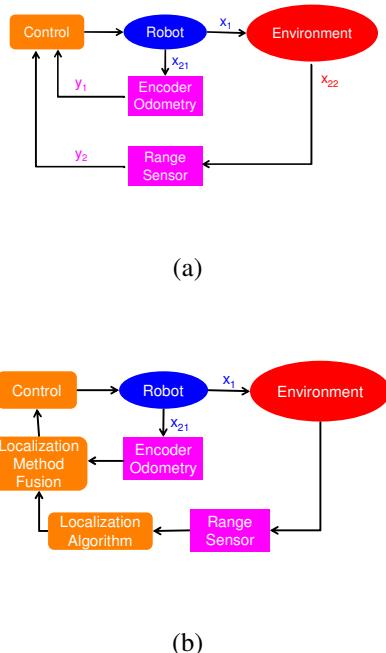 Control
Robot
x1
Environment
x21
x22
y1
Encoder
Odometry
y2
Range
Sensor
(a)
Control
Robot
x1
Environment
x21
Localization
Method
Fusion
Encoder
Odometry
Localization
Algorithm
Range
Sensor
(b)